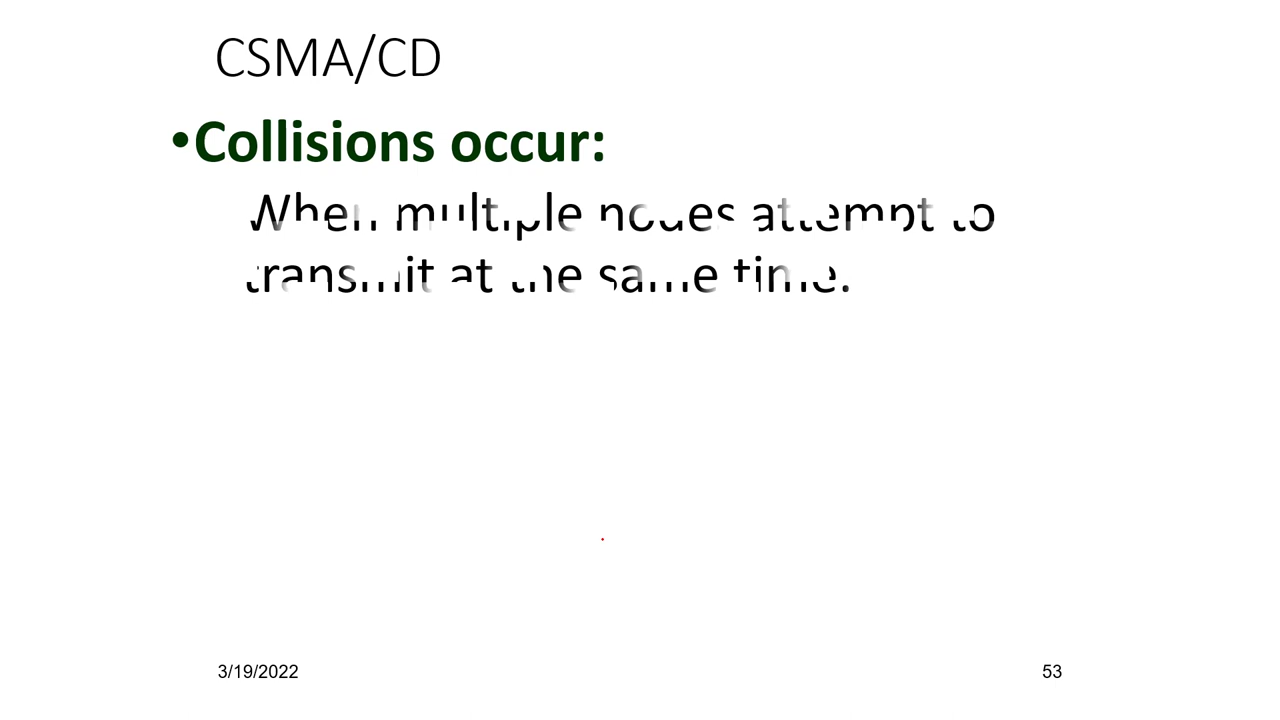 CSMA/CD
•Collisions occur:
When multiple nodes attempt to
transmit at the same time.
3/19/2022
53